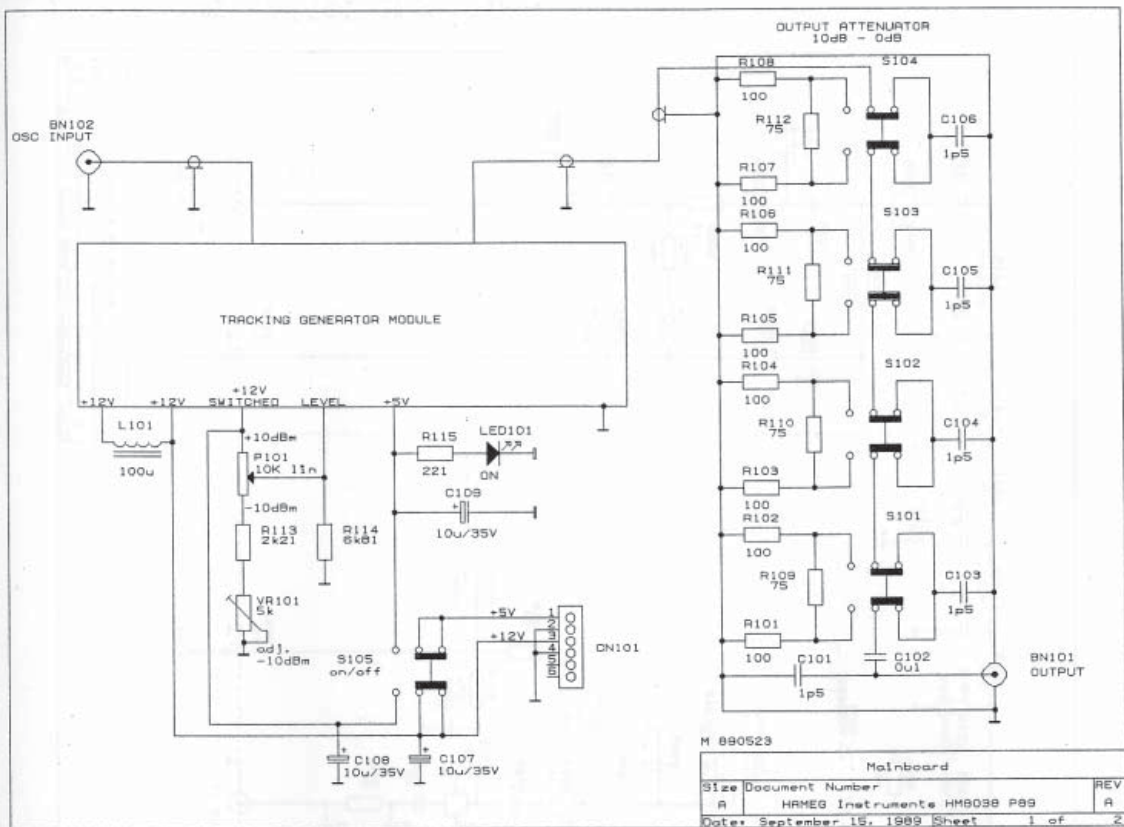 OUTPUT ATTENUATOR
10dB - 0dB
R108
100
S104
R112
75
C106
1p5
R107
100
BN102
OSC INPUT
R106
100
S103
R111
75
C105
1p5
R105
100
TRACKING GENERATOR MODULE
R104
100
S102
R110
75
C104
1p5
R103
100
+12V
+12V
+12V
SWITCHED
LEVEL
+5V
L101
100u
+10dBm
P101
10K lin
-10dBm
R115
221
LED101
ON
C109
+
10u/35V
R113
2k21
R114
6k81
VR101
5k
adj.
-10dBm
R102
100
S101
R109
75
C103
1p5
R101
100
C101
1p5
C102
0u1
BN101
OUTPUT
+5V
+12V
1
2
3
4
5
6
CN101
S105
on/off
+
C108
10u/35V
+
C107
10u/35V
M 890523
Mainboard
Size
Document Number
REV
A
HAMEG Instruments HM8038 P89
A
Date: September 15, 1989
Sheet 1 of 2